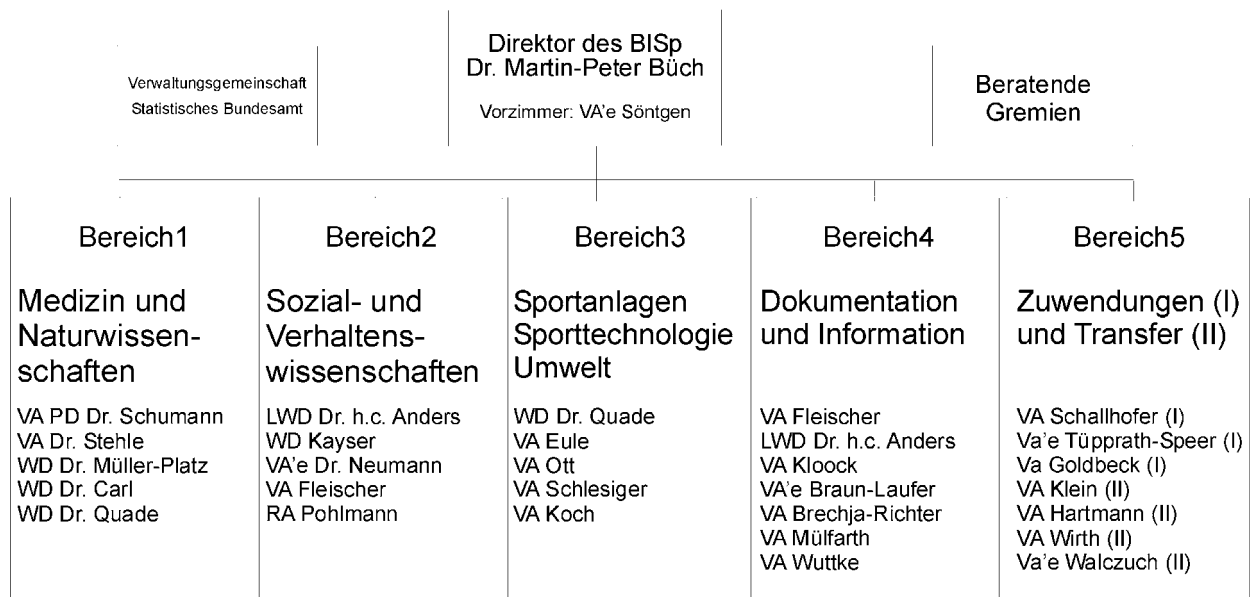 Verwaltungsgemeinschaft
Statistisches Bundesamt
Direktor des BISp
Dr. Martin-Peter Büch
Vorzimmer: VA'e Söntgen
Beratende
Gremien
Bereich1
Medizin und
Naturwissen-
schaften
VA PD Dr. Schumann
VA Dr. Stehle
WD Dr. Müller-Platz
WD Dr. Carl
WD Dr. Quade
Bereich2
Sozial- und
Verhaltens-
wissenschaften
LWD Dr. h.c. Anders
WD Kayser
VA'e Dr. Neumann
VA Fleischer
RA Pohlmann
Bereich3
Sportanlagen
Sporttechnologie
Umwelt
WD Dr. Quade
VA Eule
VA Ott
VA Schlesiger
VA Koch
Bereich4
Dokumentation
und Information
VA Fleischer
LWD Dr. h.c. Anders
VA Kloock
VA'e Braun-Laufer
VA Brechja-Richter
VA Mülfarth
VA Wuttke
Bereich5
Zuwendungen (I)
und Transfer (II)
VA Schallhofer (I)
Va'e Tüpprath-Speer (I)
Va Goldbeck (I)
VA Klein (II)
VA Hartmann (II)
VA Wirth (II)
Va'e Walczuch (II)